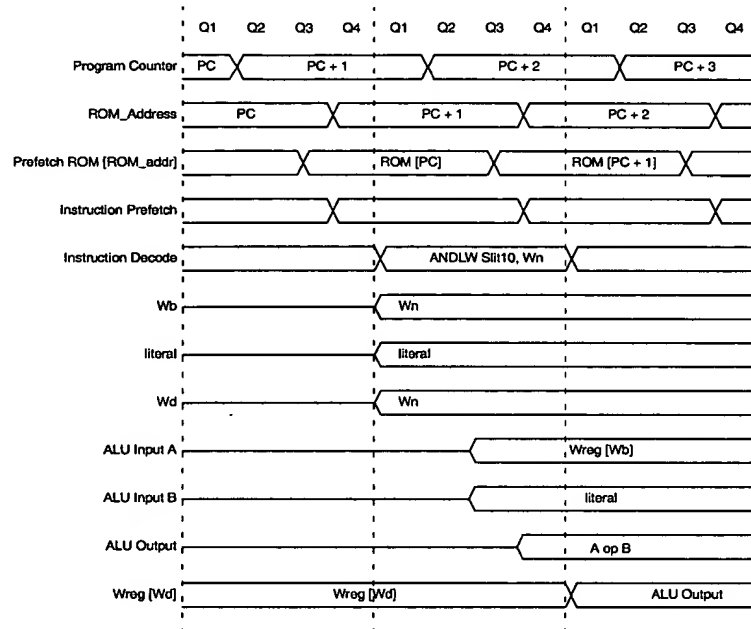 Q1 Q2 Q3 Q4 Q1 Q2 Q3 Q4 Q1 Q2 Q3 Q4
Program Counter PC PC + 1 PC + 2 PC + 3
ROM_Address PC PC + 1 PC + 2
Prefetch ROM [ROM_addr] ROM [PC] ROM [PC + 1]
Instruction Prefetch
Instruction Decode ANDLW Slit10, Wn
Wb Wn
literal literal
Wd Wn
ALU Input A Wreg [Wb]
ALU Input B literal
ALU Output A op B
Wreg [Wd] Wreg [Wd] ALU Output